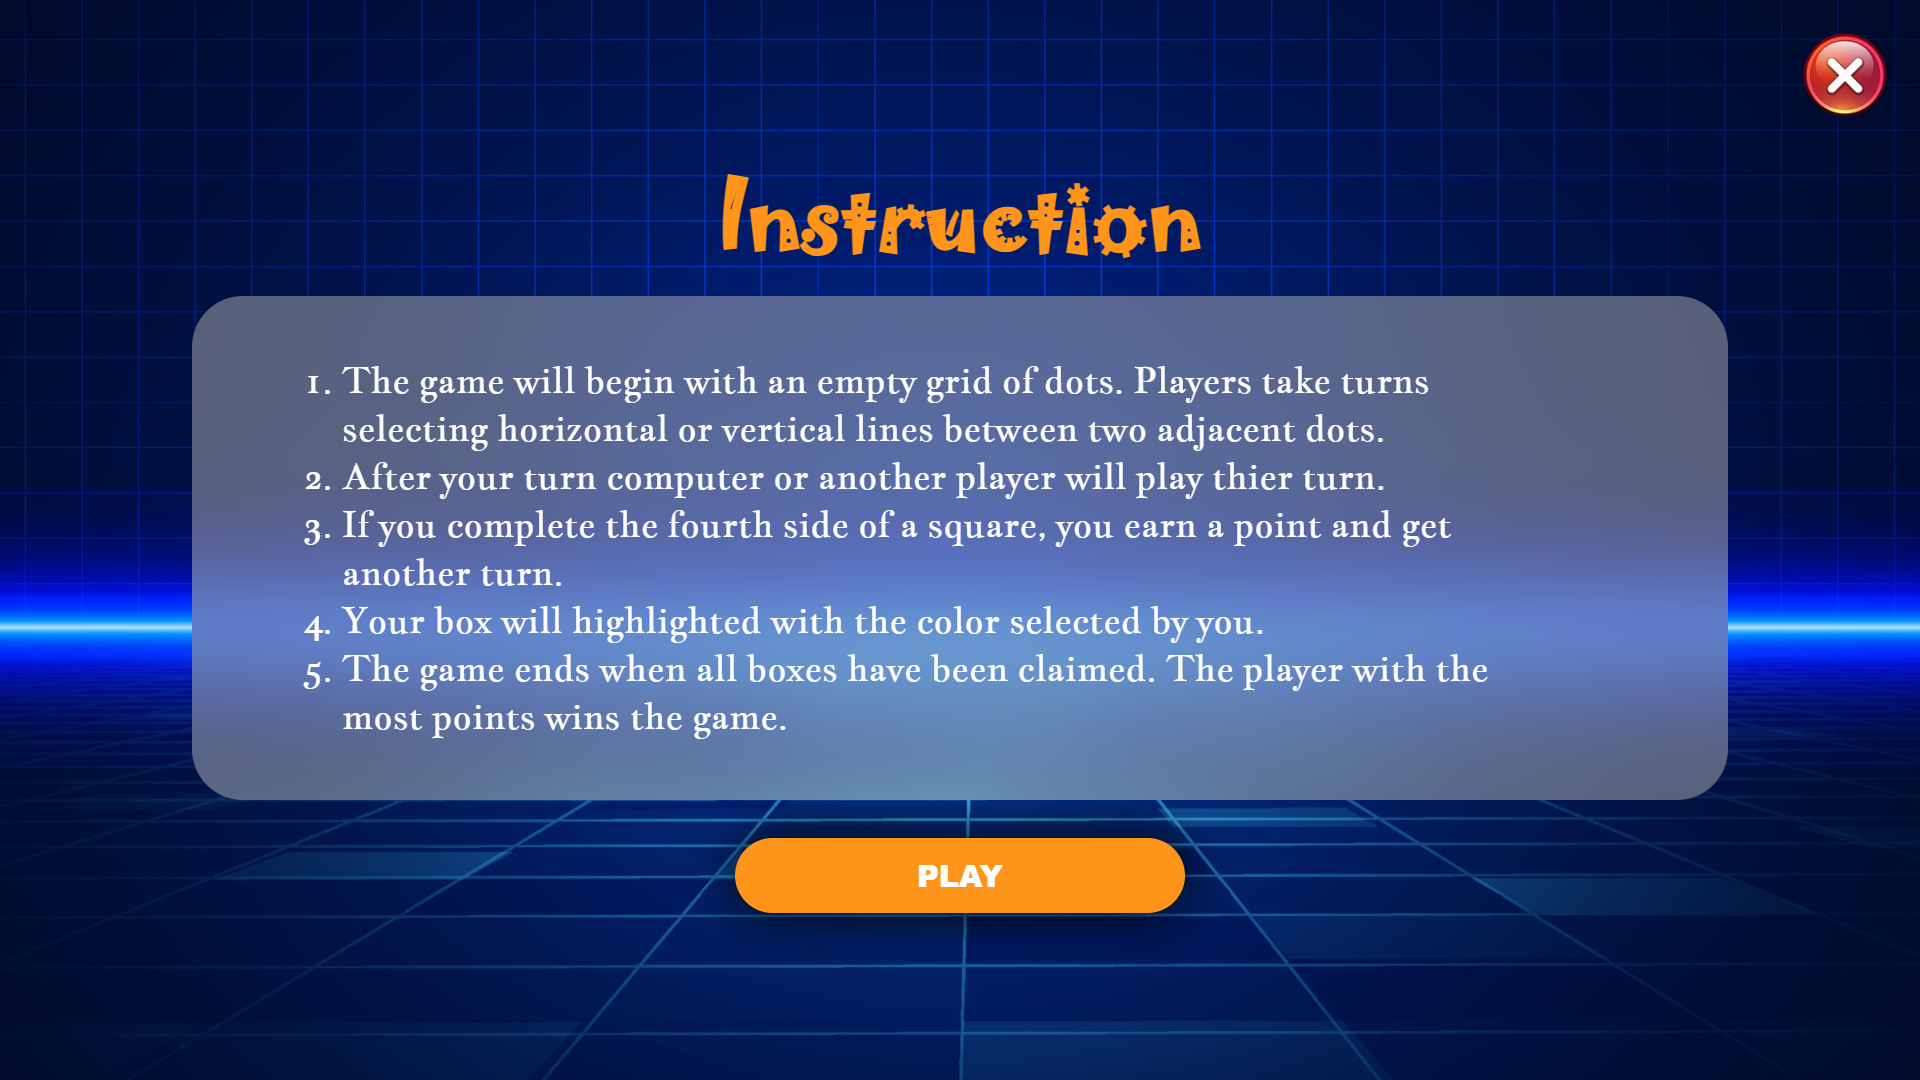 Instruction
1. The game will begin with an empty grid of dots. Players take turns
selecting horizontal or vertical lines between two adjacent dots.
2. After your turn computer or another player will play thier turn.
3. If you complete the fourth side of a square, you earn a point and get
another turn.
4. Your box will highlighted with the color selected by you.
5. The game ends when all boxes have been claimed. The player with the
most points wins the game.
PLAY